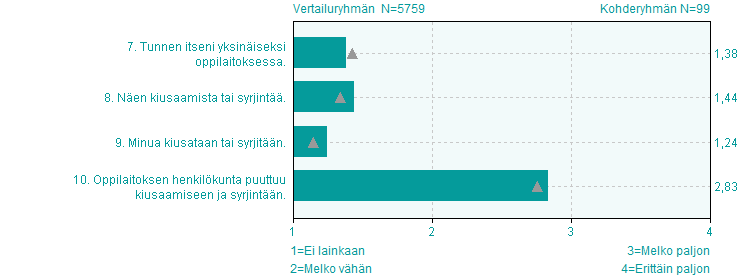 Vertailuryhmän N=5759
Kohderyhmän N=99
7. Tunnen itseni yksinäiseksi
oppilaitoksessa.
1,38
8. Näen kiusaamista tai syrjintää.
1,44
9. Minua kiusataan tai syrjitään.
1,24
10. Oppilaitoksen henkilökunta puuttuu
kiusaamiseen ja syrjintään.
2,83
1 2 3 4
1=Ei lainkaan
3=Melko paljon
2=Melko vähän
4=Erittäin paljon